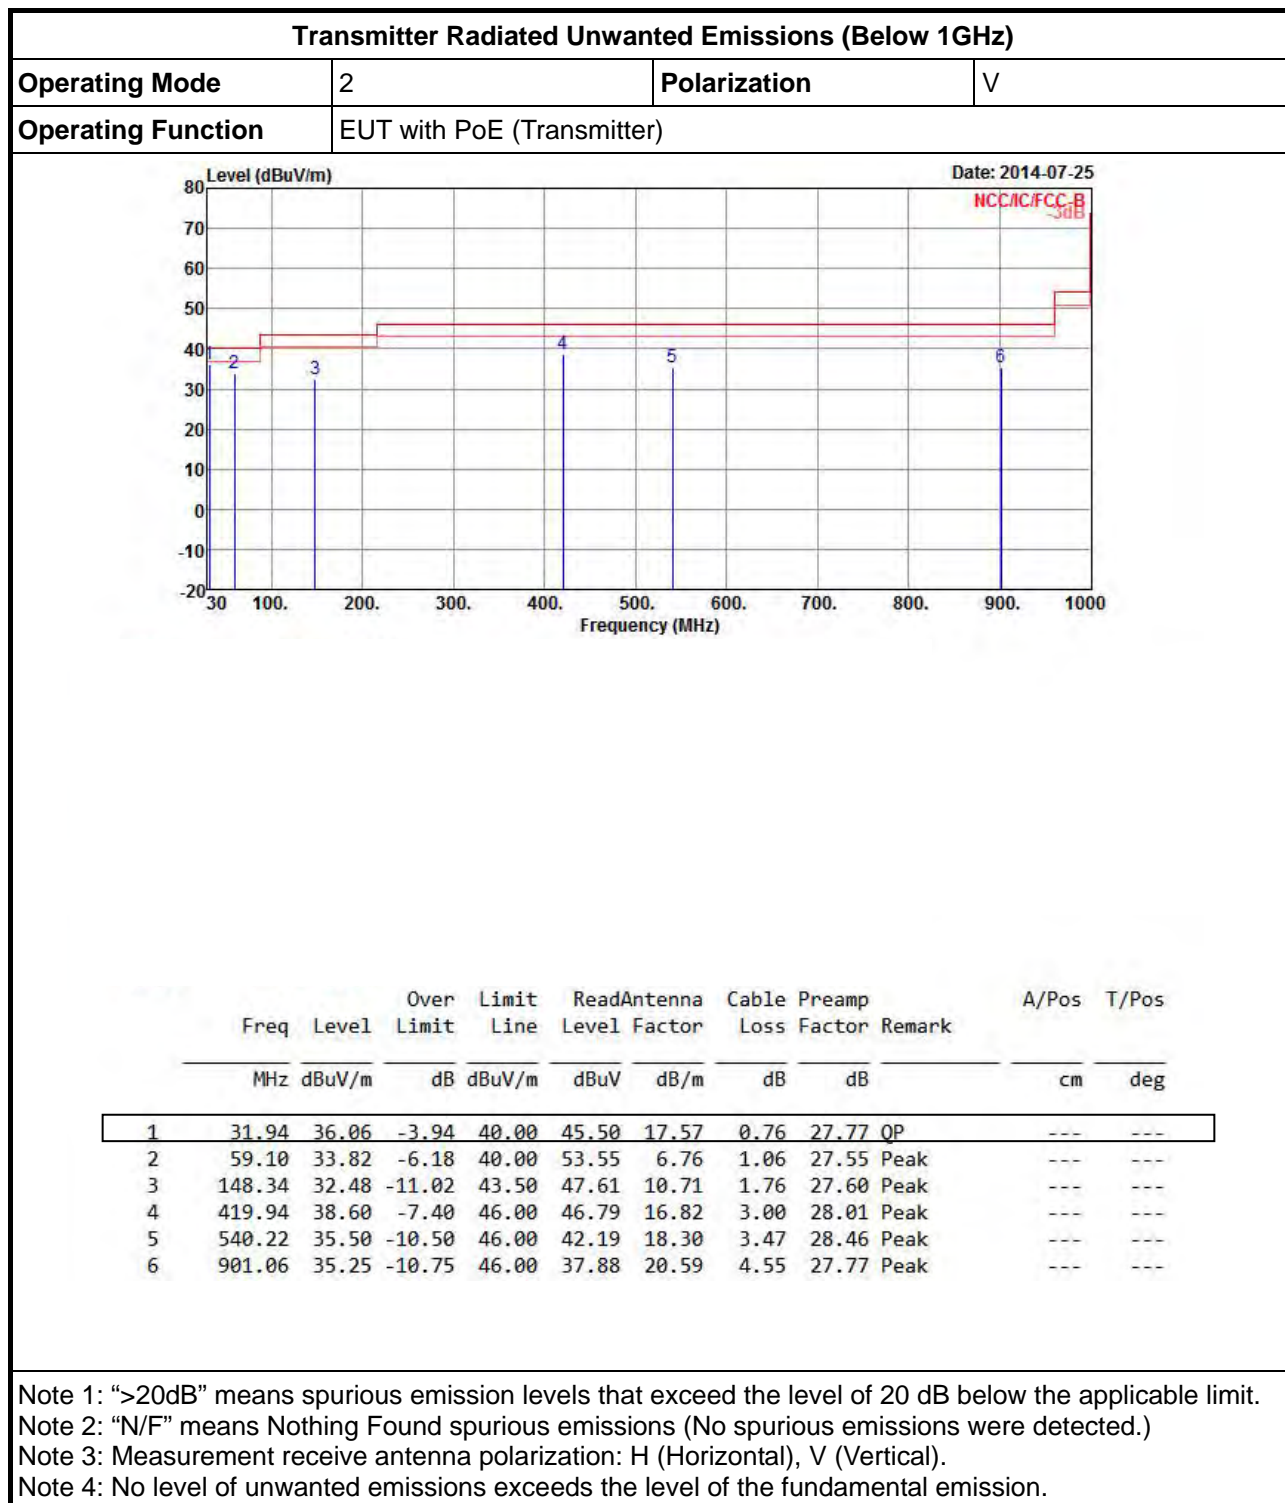 Transmitter Radiated Unwanted Emissions (Below 1GHz)
Operating Mode 2 Polarization V
Operating Function EUT with PoE (Transmitter)
Level (dBuV/m) Date: 2014-07-25
NCC/IC/FCC-B
-3dB
80
70
60
50
40
30
20
10
0
-10
-20
1 2 3 4 5 6
30 100. 200. 300. 400. 500. 600. 700. 800. 900. 1000
Frequency (MHz)
Over Limit ReadAntenna Cable Preamp A/Pos T/Pos
Freq Level Limit Line Level Factor Loss Factor Remark
MHz dBuV/m dB dBuV/m dBuV dB/m dB dB cm deg
1 31.94 36.06 -3.94 40.00 45.50 17.57 0.76 27.77 QP --- ---
2 59.10 33.82 -6.18 40.00 53.55 6.76 1.06 27.55 Peak --- ---
3 148.34 32.48 -11.02 43.50 47.61 10.71 1.76 27.60 Peak --- ---
4 419.94 38.60 -7.40 46.00 46.79 16.82 3.00 28.01 Peak --- ---
5 540.22 35.50 -10.50 46.00 42.19 18.30 3.47 28.46 Peak --- ---
6 901.06 35.25 -10.75 46.00 37.88 20.59 4.55 27.77 Peak --- ---
Note 1: “>20dB” means spurious emission levels that exceed the level of 20 dB below the applicable limit.
Note 2: “N/F” means Nothing Found spurious emissions (No spurious emissions were detected.)
Note 3: Measurement receive antenna polarization: H (Horizontal), V (Vertical).
Note 4: No level of unwanted emissions exceeds the level of the fundamental emission.